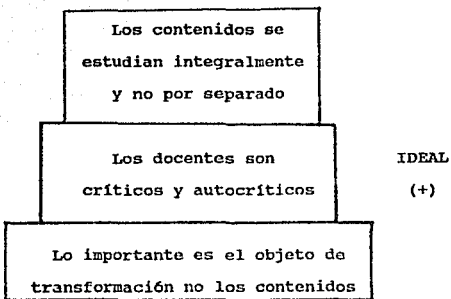 Los contenidos se
estudian integralmente
y no por separado
Los docentes son
críticos y autocríticos
IDEAL
(+)
Lo importante es el objeto de
transformación no los contenidos